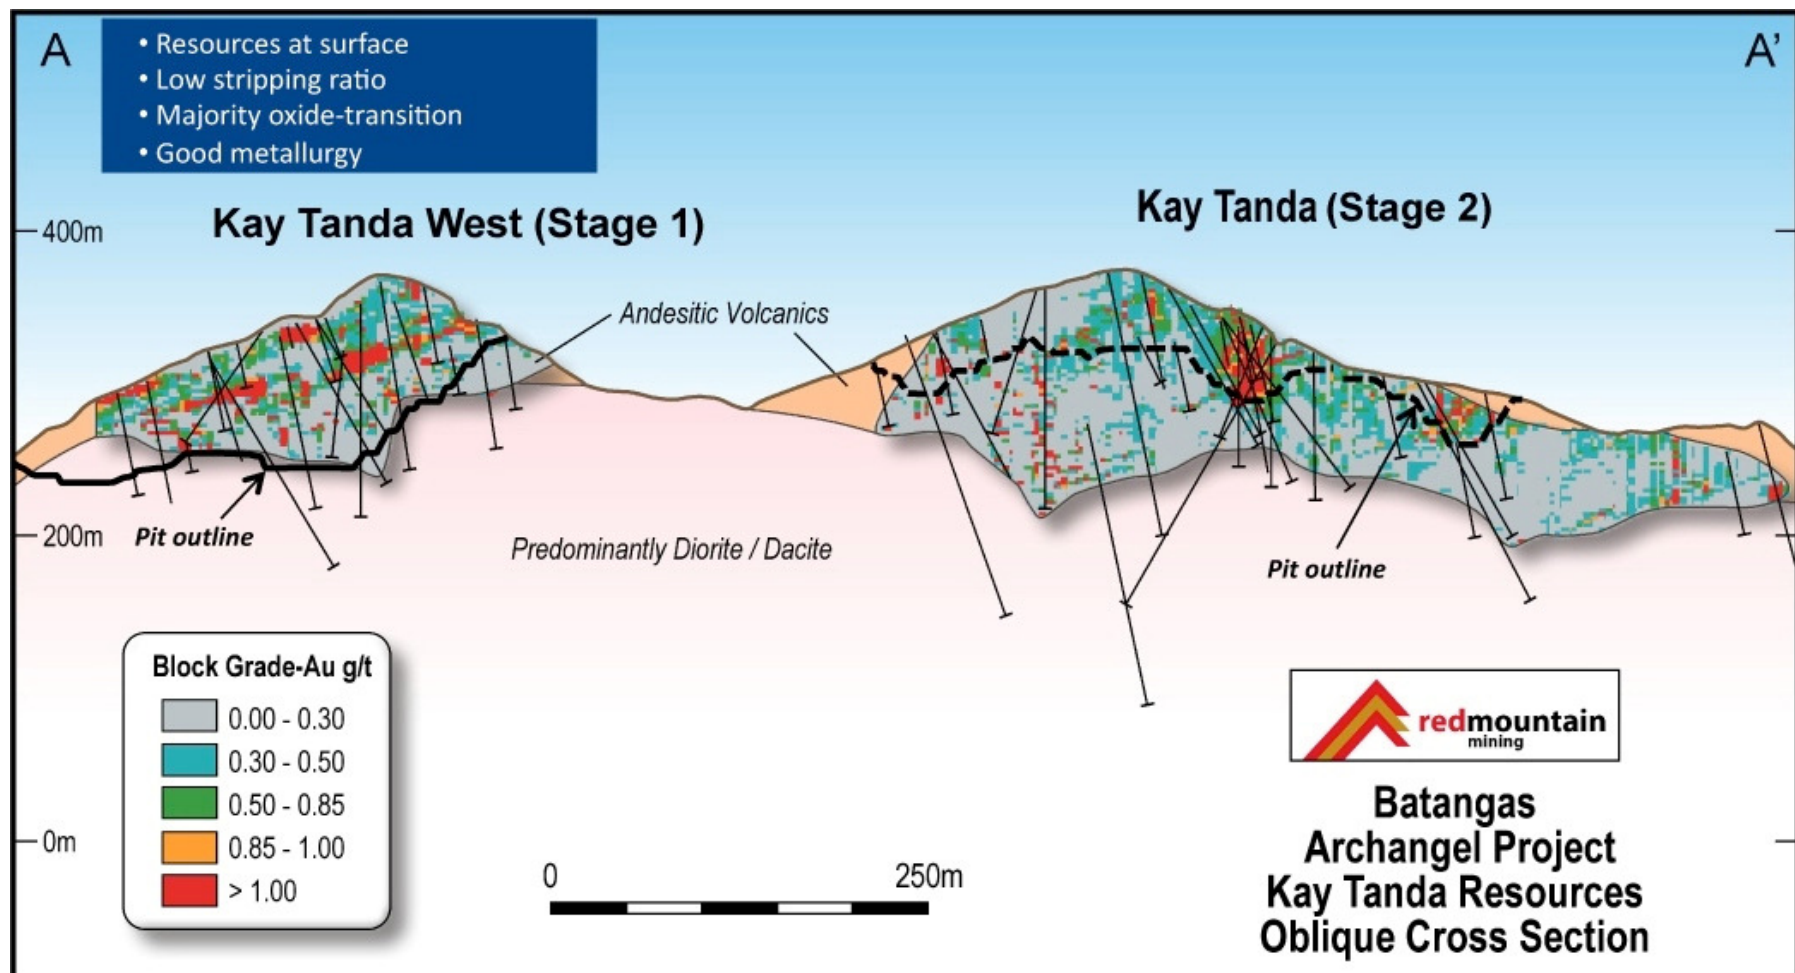 A
• Resources at surface
• Low stripping ratio
• Majority oxide-transition
• Good metallurgy
A’
Kay Tanda West (Stage 1)
Kay Tanda (Stage 2)
400m
Andesitic Volcanics
200m
Pit outline
Predominantly Diorite / Dacite
Pit outline
Block Grade-Au g/t
0.00 - 0.30
0.30 - 0.50
0.50 - 0.85
0.85 - 1.00
> 1.00
0m
0
250m
redmountain
mining
Batangas
Archangel Project
Kay Tanda Resources
Oblique Cross Section